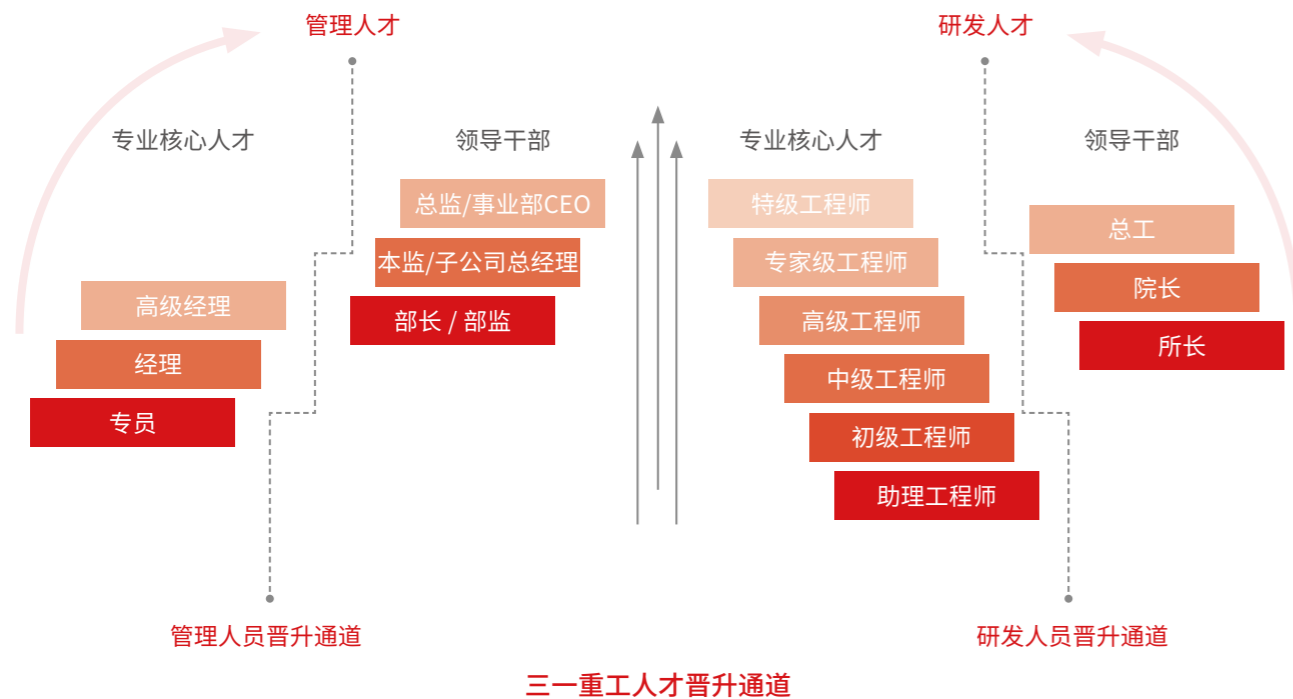 管理人才
专业核心人才
领导干部
总监/事业部CEO
本监/子公司总经理
部长 / 部监
高级经理
经理
专员
管理人员晋升通道
研发人才
专业核心人才
领导干部
特级工程师
专家级工程师
高级工程师
中级工程师
初级工程师
助理工程师
总工
院长
所长
研发人员晋升通道
三一重工人才晋升通道